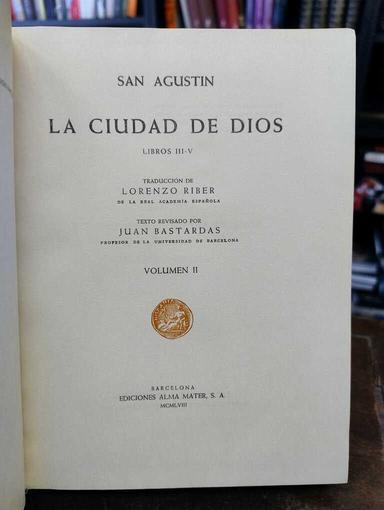 SAN AGUSTIN
LA CIUDAD DE DIOS
LIBROS III-V
TRADUCCIÓN DE
LORENZO RIBER
DE LA REAL ACADEMIA ESPAÑOLA
TEXTO REVISADO POR
JUAN BASTARDAS
PROFESOR DE LA UNIVERSIDAD DE BARCELONA
VOLUMEN II
BARCELONA
EDICIONES ALMA MATER, S. A.
MCMLVIII